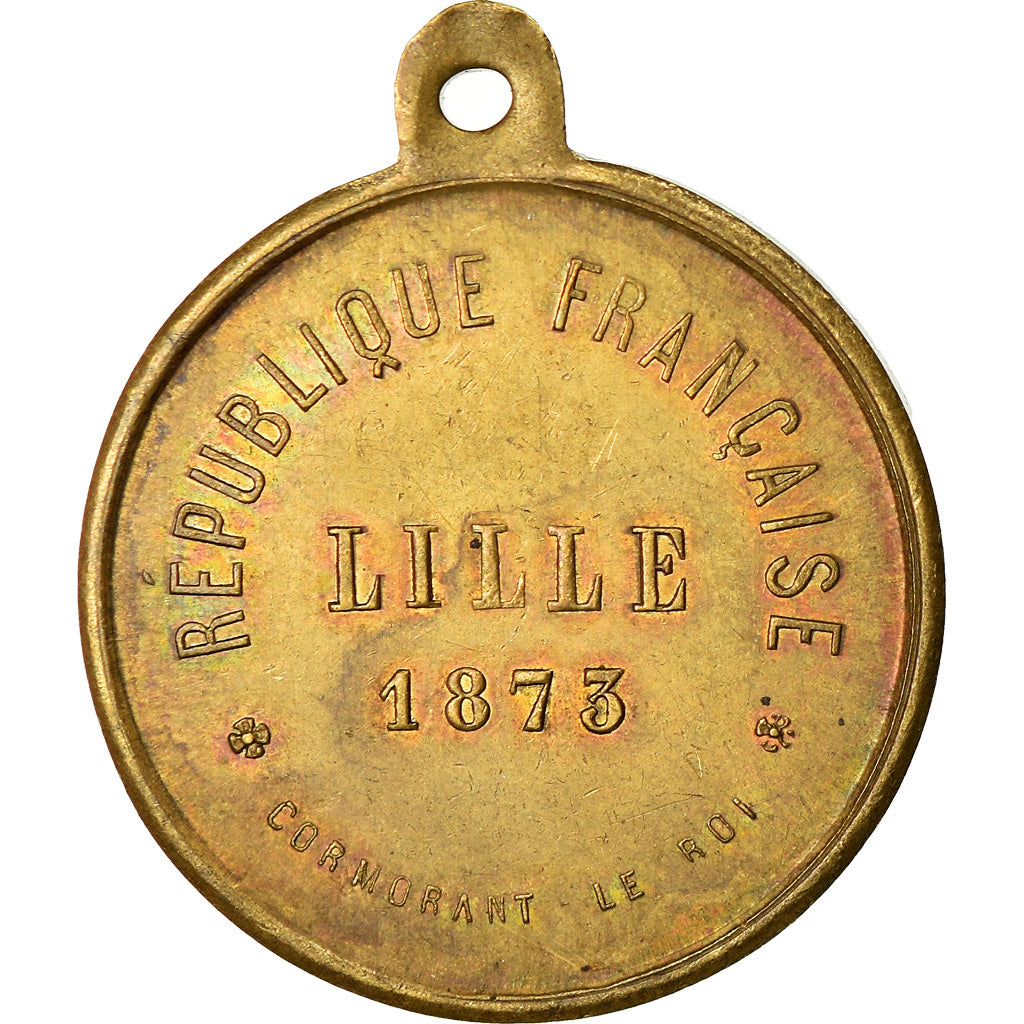 RÉPUBLIQUE FRANÇAISE
LILLE
1873
CORMORANT - LE ROI